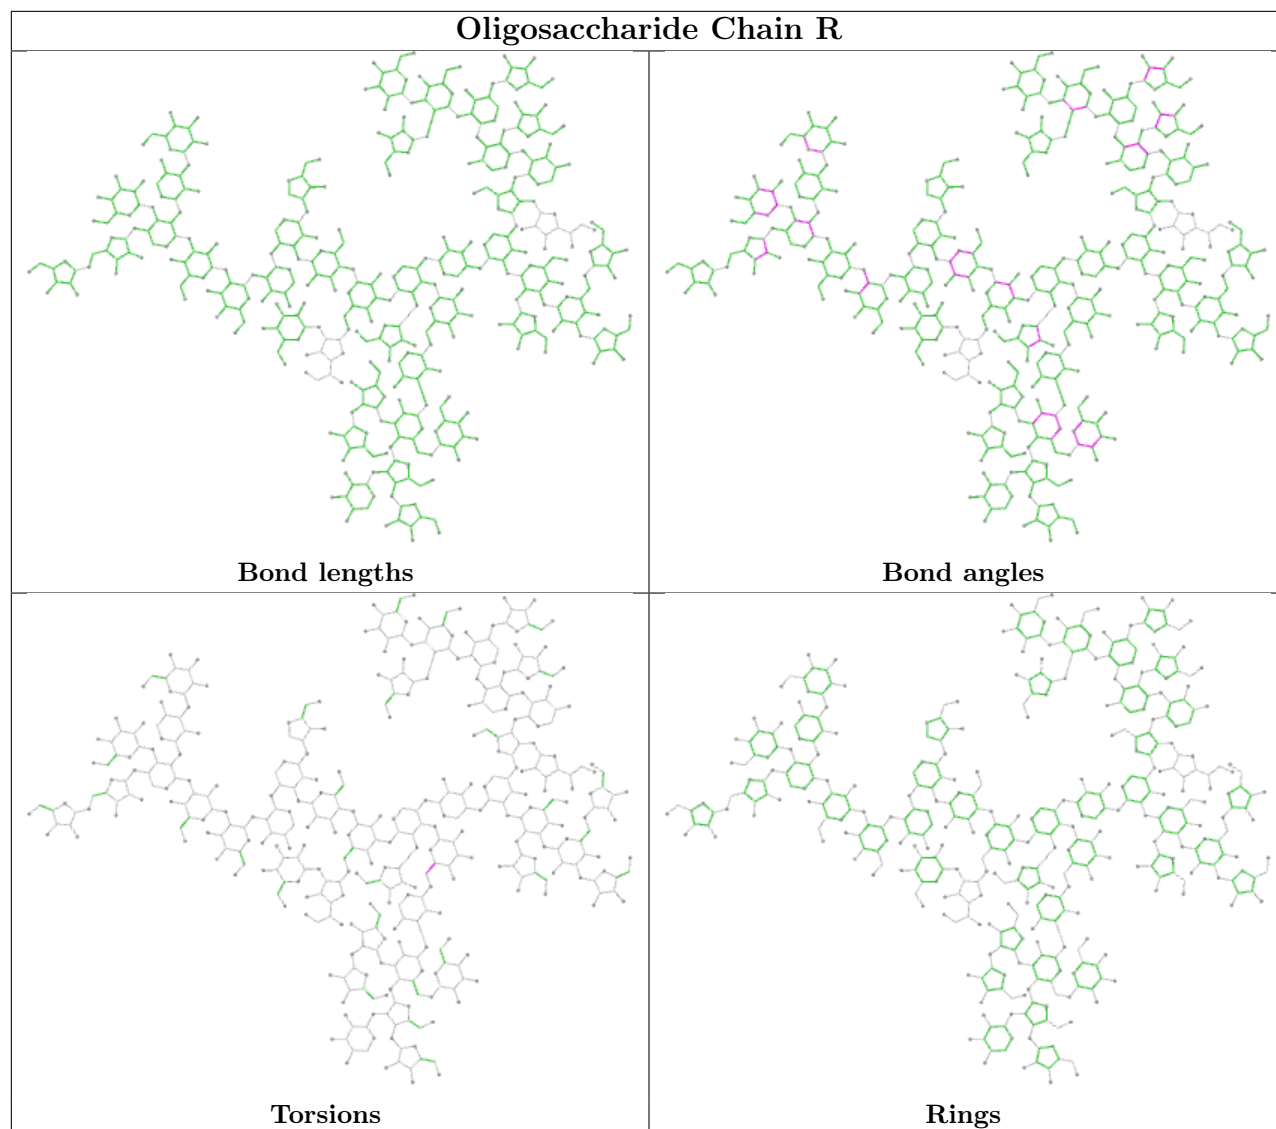 Oligosaccharide Chain R
Bond lengths
Bond angles
Torsions
Rings